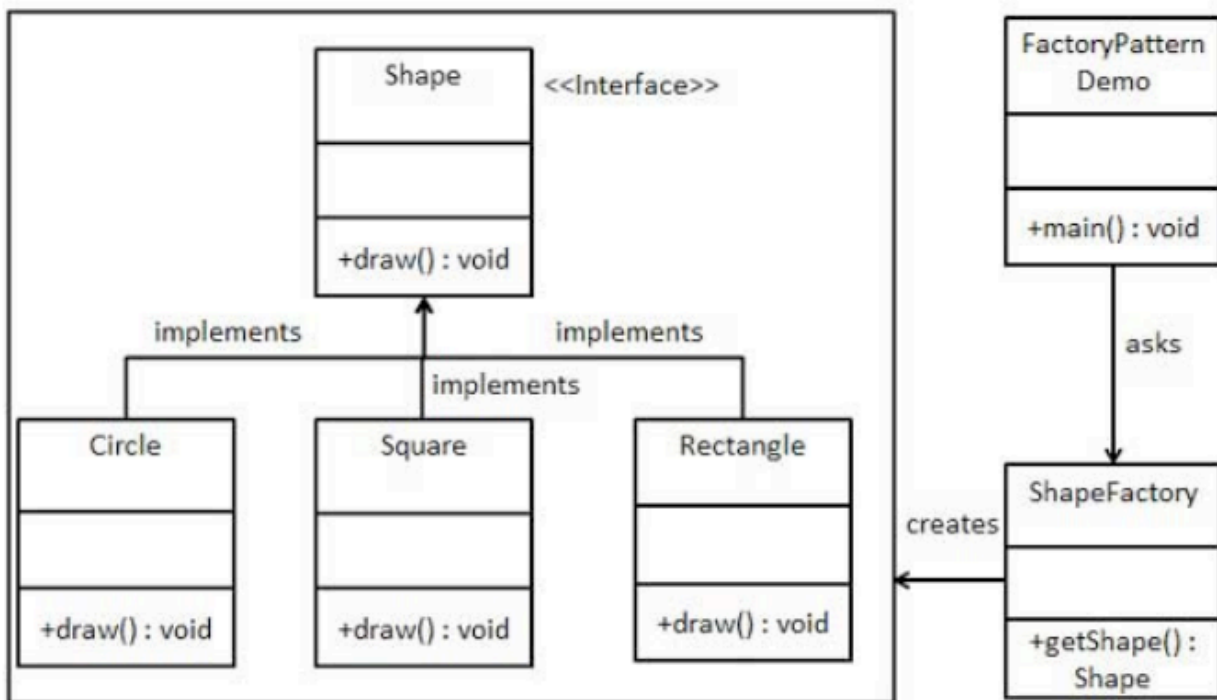 Shape
<<Interface>>
+draw() : void
implements
implements
implements
Circle
+draw() : void
Square
+draw() : void
Rectangle
+draw() : void
FactoryPattern
Demo
+main() : void
asks
ShapeFactory
+getShape() :
Shape
creates